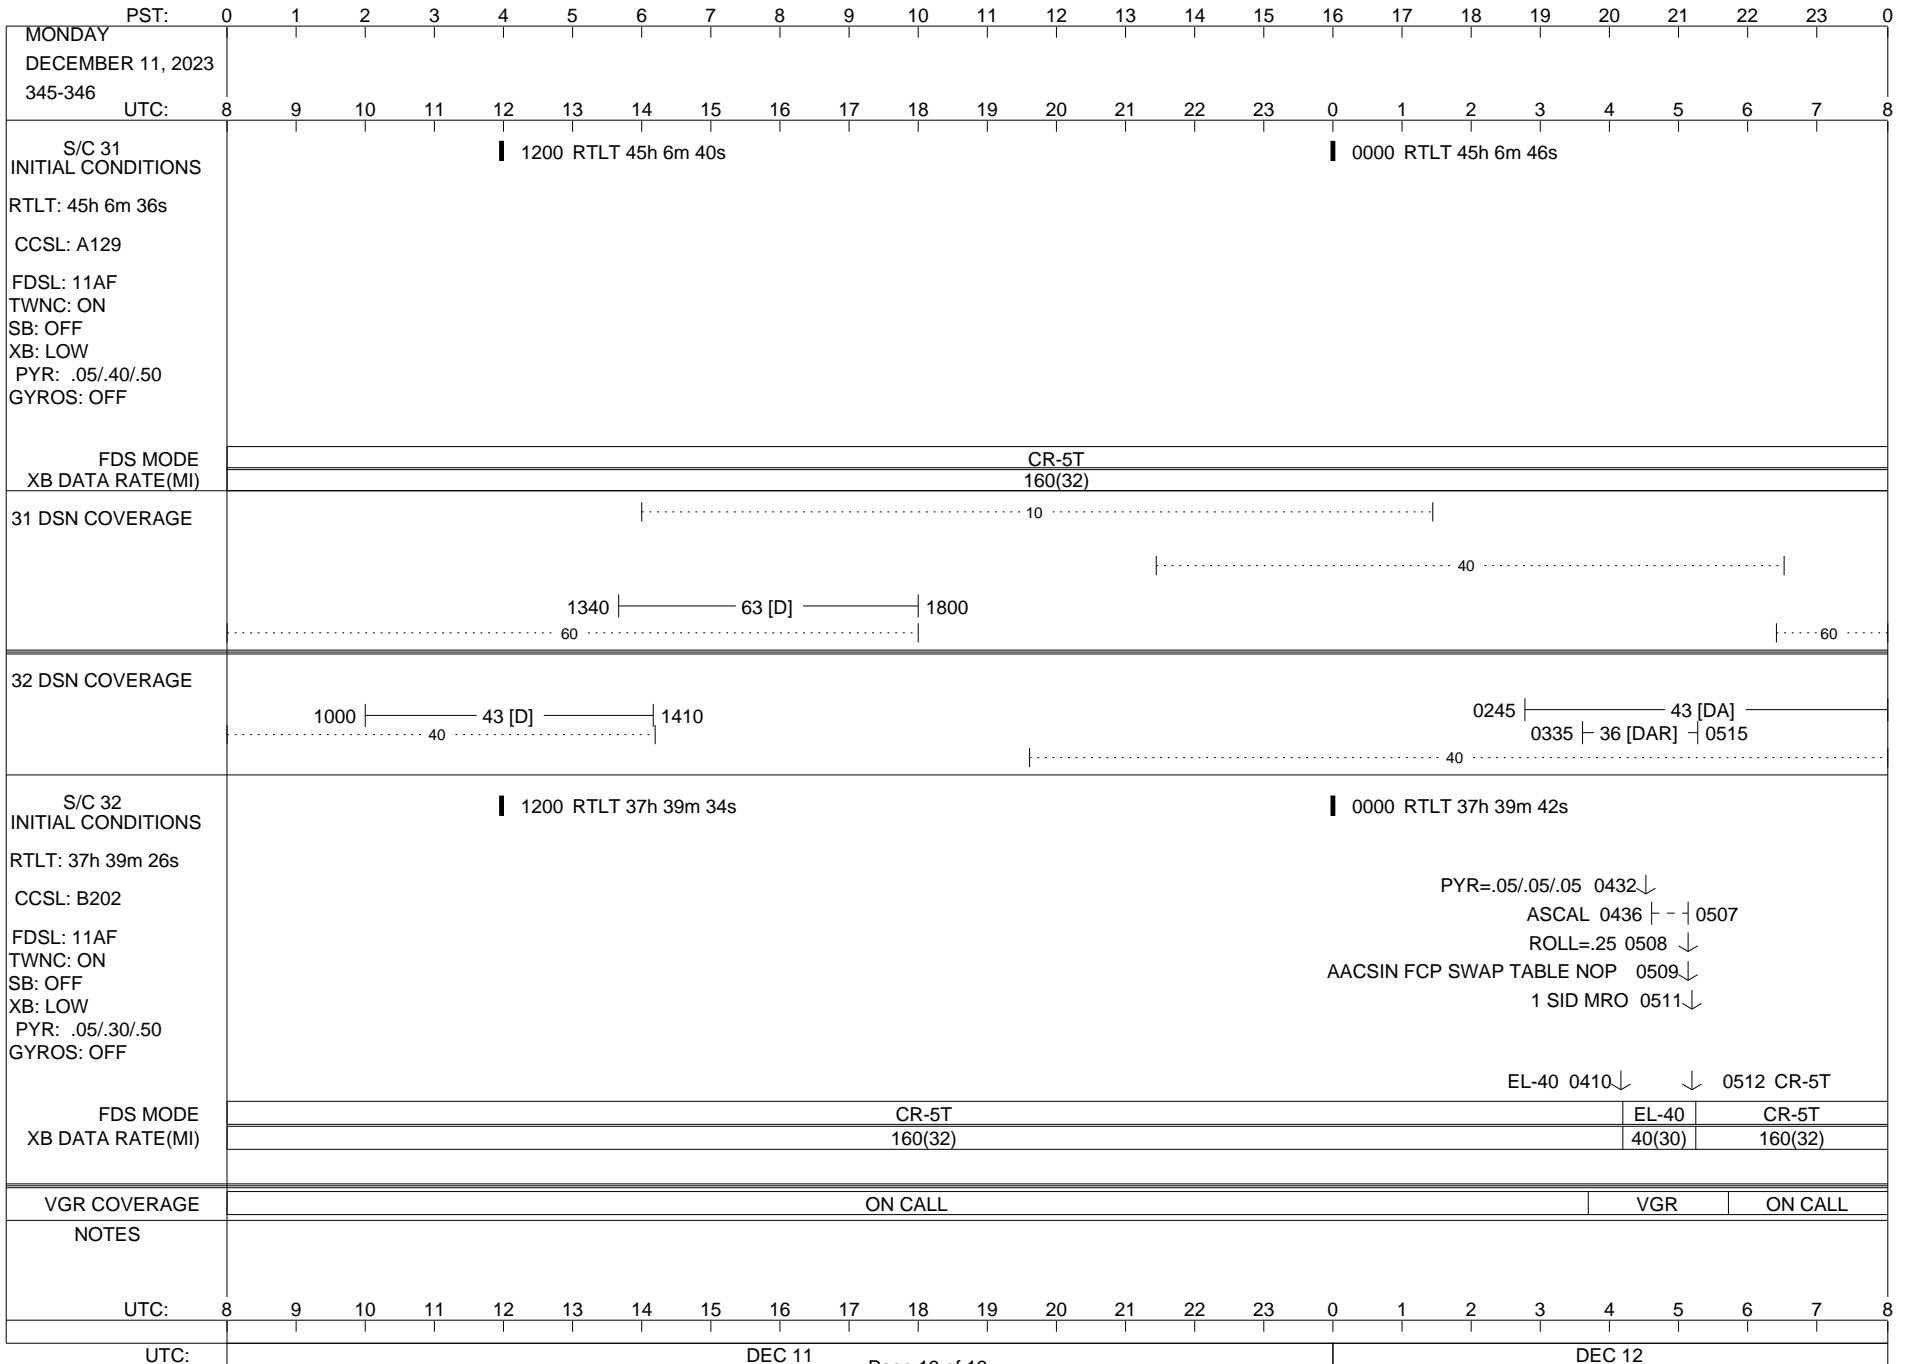 PST: 0 1 2 3 4 5 6 7 8 9 10 11 12 13 14 15 16 17 18 19 20 21 22 23 0
MONDAY
DECEMBER 11, 2023
345-346
UTC: 8 9 10 11 12 13 14 15 16 17 18 19 20 21 22 23 0 1 2 3 4 5 6 7 8
S/C 31
INITIAL CONDITIONS
1200 RTLT 45h 6m 40s
0000 RTLT 45h 6m 46s
RTLT: 45h 6m 36s
CCSL: A129
FDSL: 11AF
TWNC: ON
SB: OFF
XB: LOW
PYR: .05/.40/.50
GYROS: OFF
FDS MODE CR-5T
XB DATA RATE(MI) 160(32)
31 DSN COVERAGE
10
40
1340 63 [D] 1800
60 60
32 DSN COVERAGE
1000 43 [D] 1410
40
0245 43 [DA]
0335 36 [DAR] 0515
40
S/C 32
INITIAL CONDITIONS
1200 RTLT 37h 39m 34s
0000 RTLT 37h 39m 42s
RTLT: 37h 39m 26s
CCSL: B202
FDSL: 11AF
TWNC: ON
SB: OFF
XB: LOW
PYR: .05/.30/.50
GYROS: OFF
PYR=.05/.05/.05 0432
ASCAL 0436 0507
ROLL=.25 0508
AACSIN FCP SWAP TABLE NOP 0509
1 SID MRO 0511
EL-40 0410 0512 CR-5T
FDS MODE CR-5T EL-40 CR-5T
XB DATA RATE(MI) 160(32) 40(30) 160(32)
VGR COVERAGE ON CALL VGR ON CALL
NOTES
UTC: 8 9 10 11 12 13 14 15 16 17 18 19 20 21 22 23 0 1 2 3 4 5 6 7 8
UTC: DEC 11 DEC 12